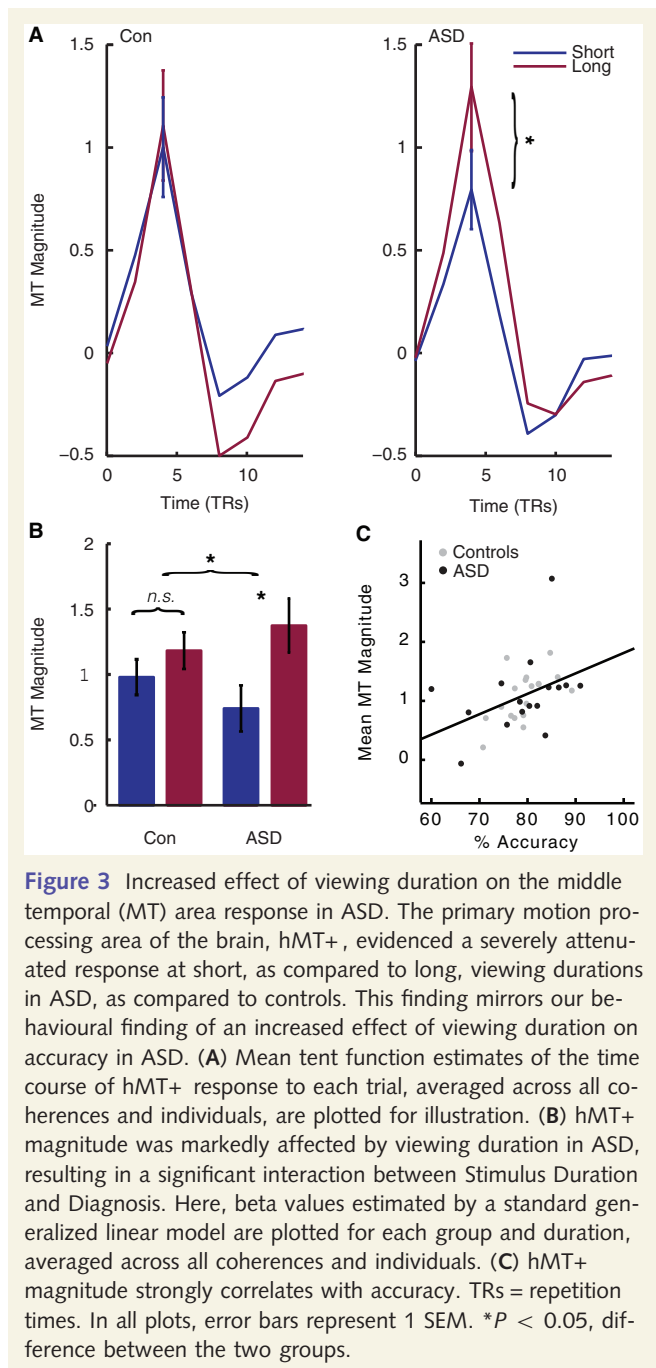 A
Con
ASD
Short
Long
1.5
1
0.5
0
−0.5
MT Magnitude
0 5 10
Time (TRs)
1.5
1
0.5
0
−0.5
*
0 5 10
Time (TRs)
B
2
1.5
1
0.5
0
MT Magnitude
n.s.
*
*
Con ASD
C
Controls
ASD
3
2
1
0
Mean MT Magnitude
60 70 80 90 100
% Accuracy
Figure 3 Increased effect of viewing duration on the middle
temporal (MT) area response in ASD. The primary motion pro-
cessing area of the brain, hMT+, evidenced a severely attenu-
ated response at short, as compared to long, viewing durations
in ASD, as compared to controls. This finding mirrors our be-
havioural finding of an increased effect of viewing duration on
accuracy in ASD. (A) Mean tent function estimates of the time
course of hMT+ response to each trial, averaged across all co-
herences and individuals, are plotted for illustration. (B) hMT+
magnitude was markedly affected by viewing duration in ASD,
resulting in a significant interaction between Stimulus Duration
and Diagnosis. Here, beta values estimated by a standard gen-
eralized linear model are plotted for each group and duration,
averaged across all coherences and individuals. (C) hMT+
magnitude strongly correlates with accuracy. TRs = repetition
times. In all plots, error bars represent 1 SEM. *P < 0.05, dif-
ference between the two groups.